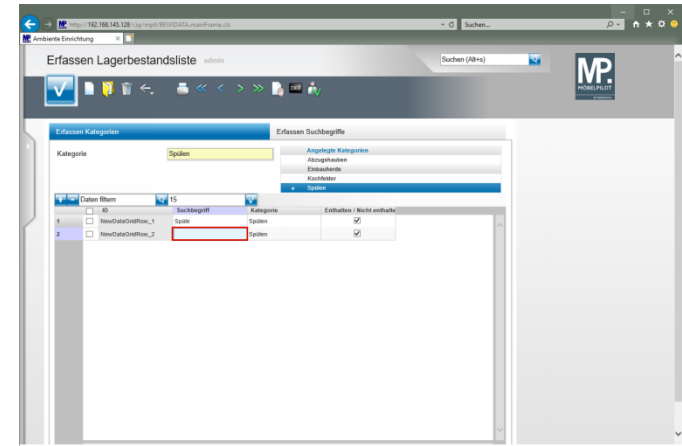 http://192.168.145.128/csp/mp6/BEWIDATA.mainFrame.cls
Suchen...
MP Ambiente Einrichtung
Erfassen Lagerbestandsliste admin
Suchen (Alt+s)
MP.
MÖBELPILOT
Erfassen Kategorien
Erfassen Suchbegriffe
Kategorie
Spülen
Angelegte Kategorien
Abzugshauben
Einbauherde
Kochfelder
Spülen
Daten filtern
15
ID Suchbegriff Kategorie Enthalten / Nicht enthalte
1 NewDataGridRow_1 Spüle Spülen
2 NewDataGridRow_2 Spülen